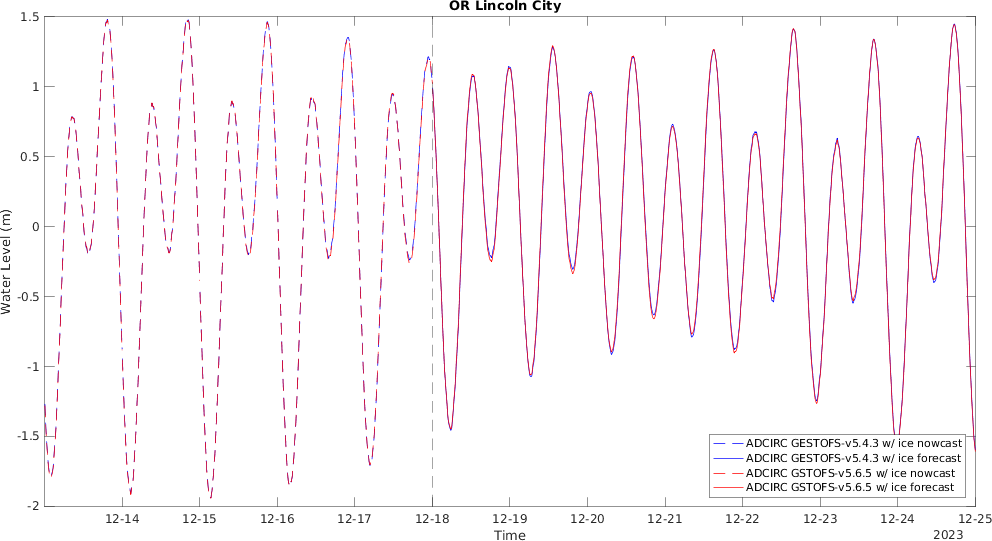 OR Lincoln City
1.5
1
0.5
0
-0.5
-1
-1.5
-2
Water Level (m)
12-14 12-15 12-16 12-17 12-18 12-19 12-20 12-21 12-22 12-23 12-24 12-25
Time
2023
ADCIRC GESTOFS-v5.4.3 w/ ice nowcast
ADCIRC GESTOFS-v5.4.3 w/ ice forecast
ADCIRC GSTOFS-v5.6.5 w/ ice nowcast
ADCIRC GSTOFS-v5.6.5 w/ ice forecast